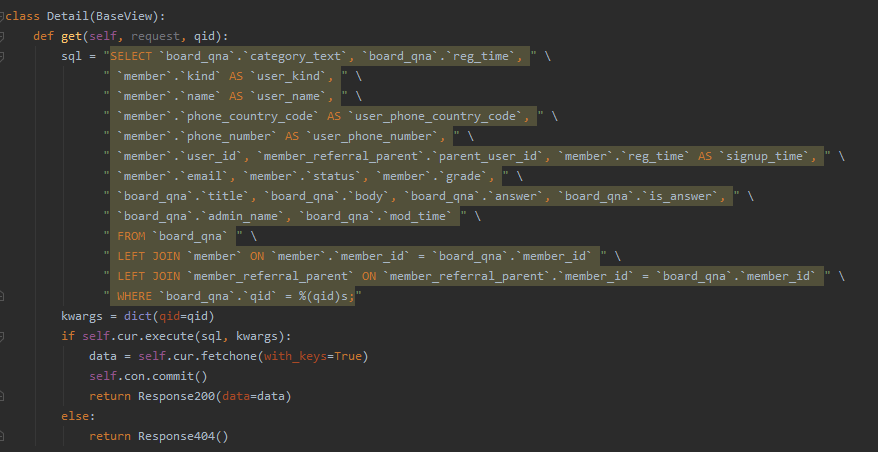 class Detail(BaseView):
    def get(self, request, qid):
        sql = "SELECT `board_qna`.`category_text`, `board_qna`.`reg_time`, " \
              " `member`.`kind` AS `user_kind`, " \
              " `member`.`name` AS `user_name`, " \
              " `member`.`phone_country_code` AS `user_phone_country_code`, " \
              " `member`.`phone_number` AS `user_phone_number`, " \
              " `member`.`user_id`, `member_referral_parent`.`parent_user_id`, `member`.`reg_time` AS `signup_time`, " \
              " `member`.`email`, `member`.`status`, `member`.`grade`, " \
              " `board_qna`.`title`, `board_qna`.`body`, `board_qna`.`answer`, `board_qna`.`is_answer`, " \
              " `board_qna`.`admin_name`, `board_qna`.`mod_time` " \
              " FROM `board_qna` " \
              " LEFT JOIN `member` ON `member`.`member_id` = `board_qna`.`member_id` " \
              " LEFT JOIN `member_referral_parent` ON `member_referral_parent`.`member_id` = `board_qna`.`member_id` " \
              " WHERE `board_qna`.`qid` = %(qid)s;"
        kwargs = dict(qid=qid)
        if self.cur.execute(sql, kwargs):
            data = self.cur.fetchone(with_keys=True)
            self.con.commit()
            return Response200(data=data)
        else:
            return Response404()